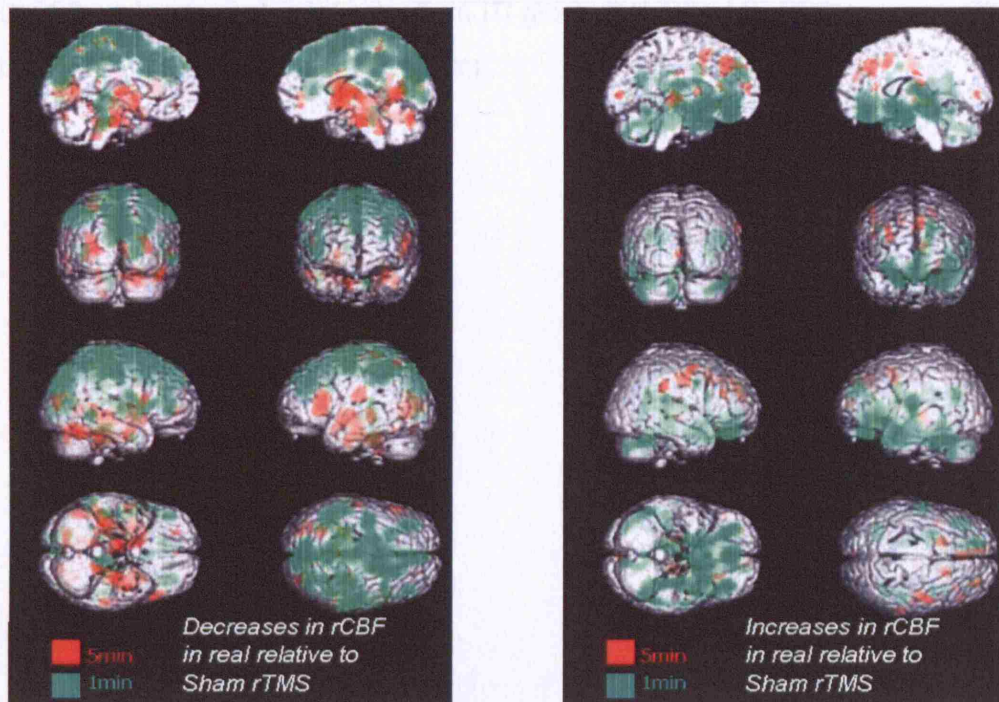 Decreases in rCBF
in real relative to
Sham rTMS
5min
1min
Increases in rCBF
in real relative to
Sham rTMS
5min
1min